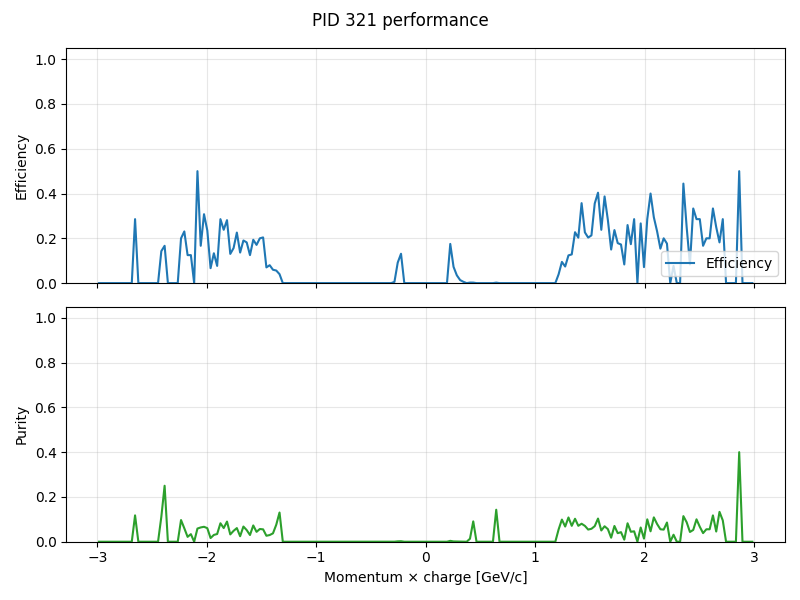 PID 321 performance
1.0
0.8
0.6
0.4
0.2
0.0
Efficiency
Efficiency
1.0
0.8
0.6
0.4
0.2
0.0
Purity
−3 −2 −1 0 1 2 3
Momentum × charge [GeV/c]